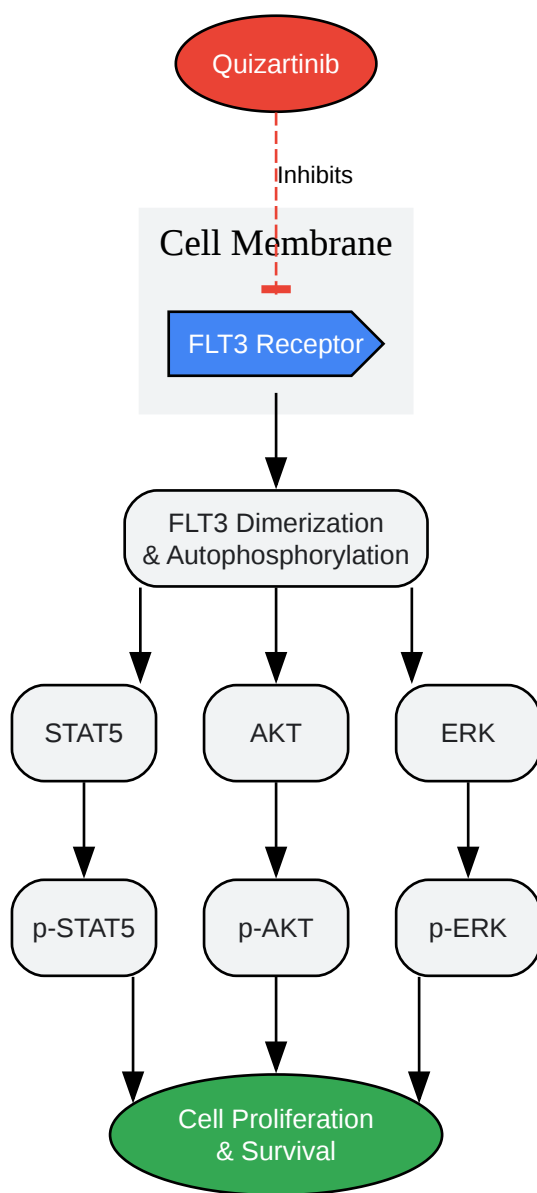 Quizartinib
Inhibits
Cell Membrane
FLT3 Receptor
FLT3 Dimerization
& Autophosphorylation
STAT5
AKT
ERK
p-STAT5
p-AKT
p-ERK
Cell Proliferation
& Survival